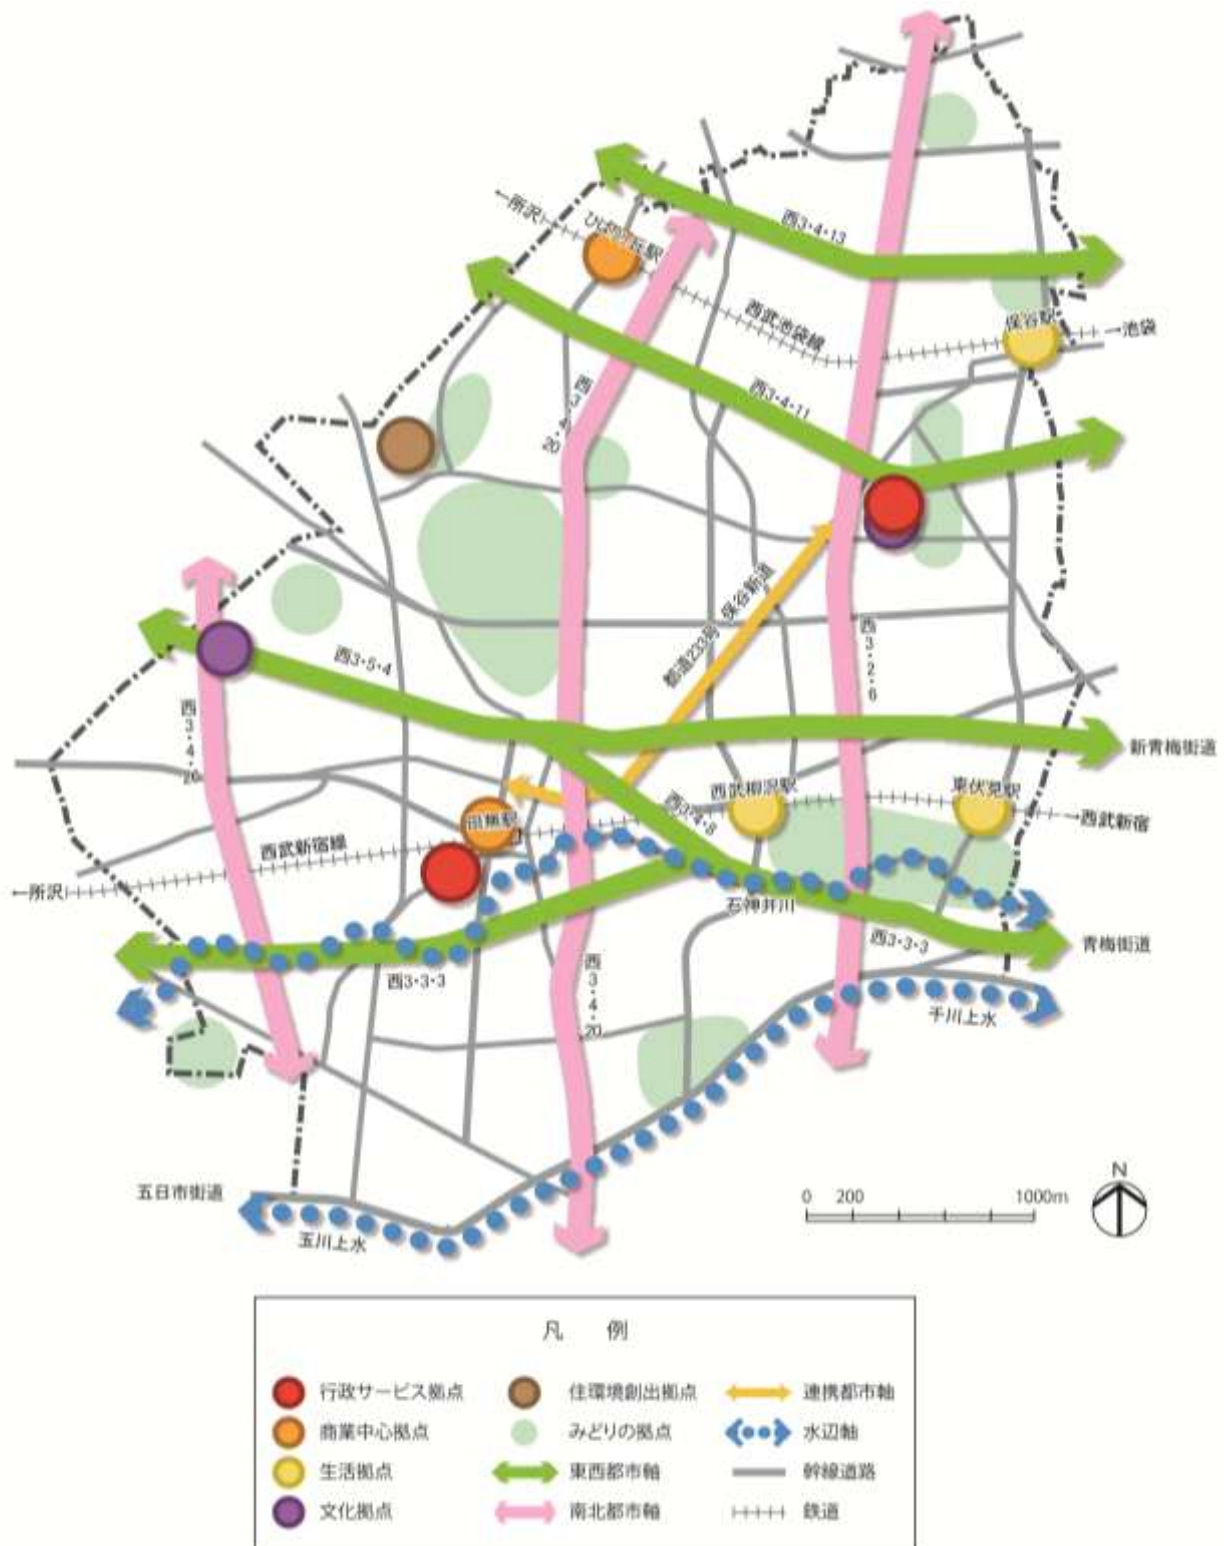 ←所沢
ひばりヶ丘駅
西3・4・13
西武池袋線
保谷駅
→池袋
西3・4・11
都道233号 保谷新道
西3・5・4
西3・2・6
西3・4・26
新青梅街道
西武柳沢駅
東伏見駅
田無駅
西3・4・8
西武新宿線
→西武新宿
←所沢
石神井川
西3・3・3
西3・3・3
青梅街道
西3・4・20
千川上水
五日市街道
玉川上水
0 200 1000m
N
凡 例
行政サービス拠点
住環境創出拠点
連携都市軸
商業中心拠点
みどりの拠点
水辺軸
生活拠点
東西都市軸
幹線道路
文化拠点
南北都市軸
鉄道